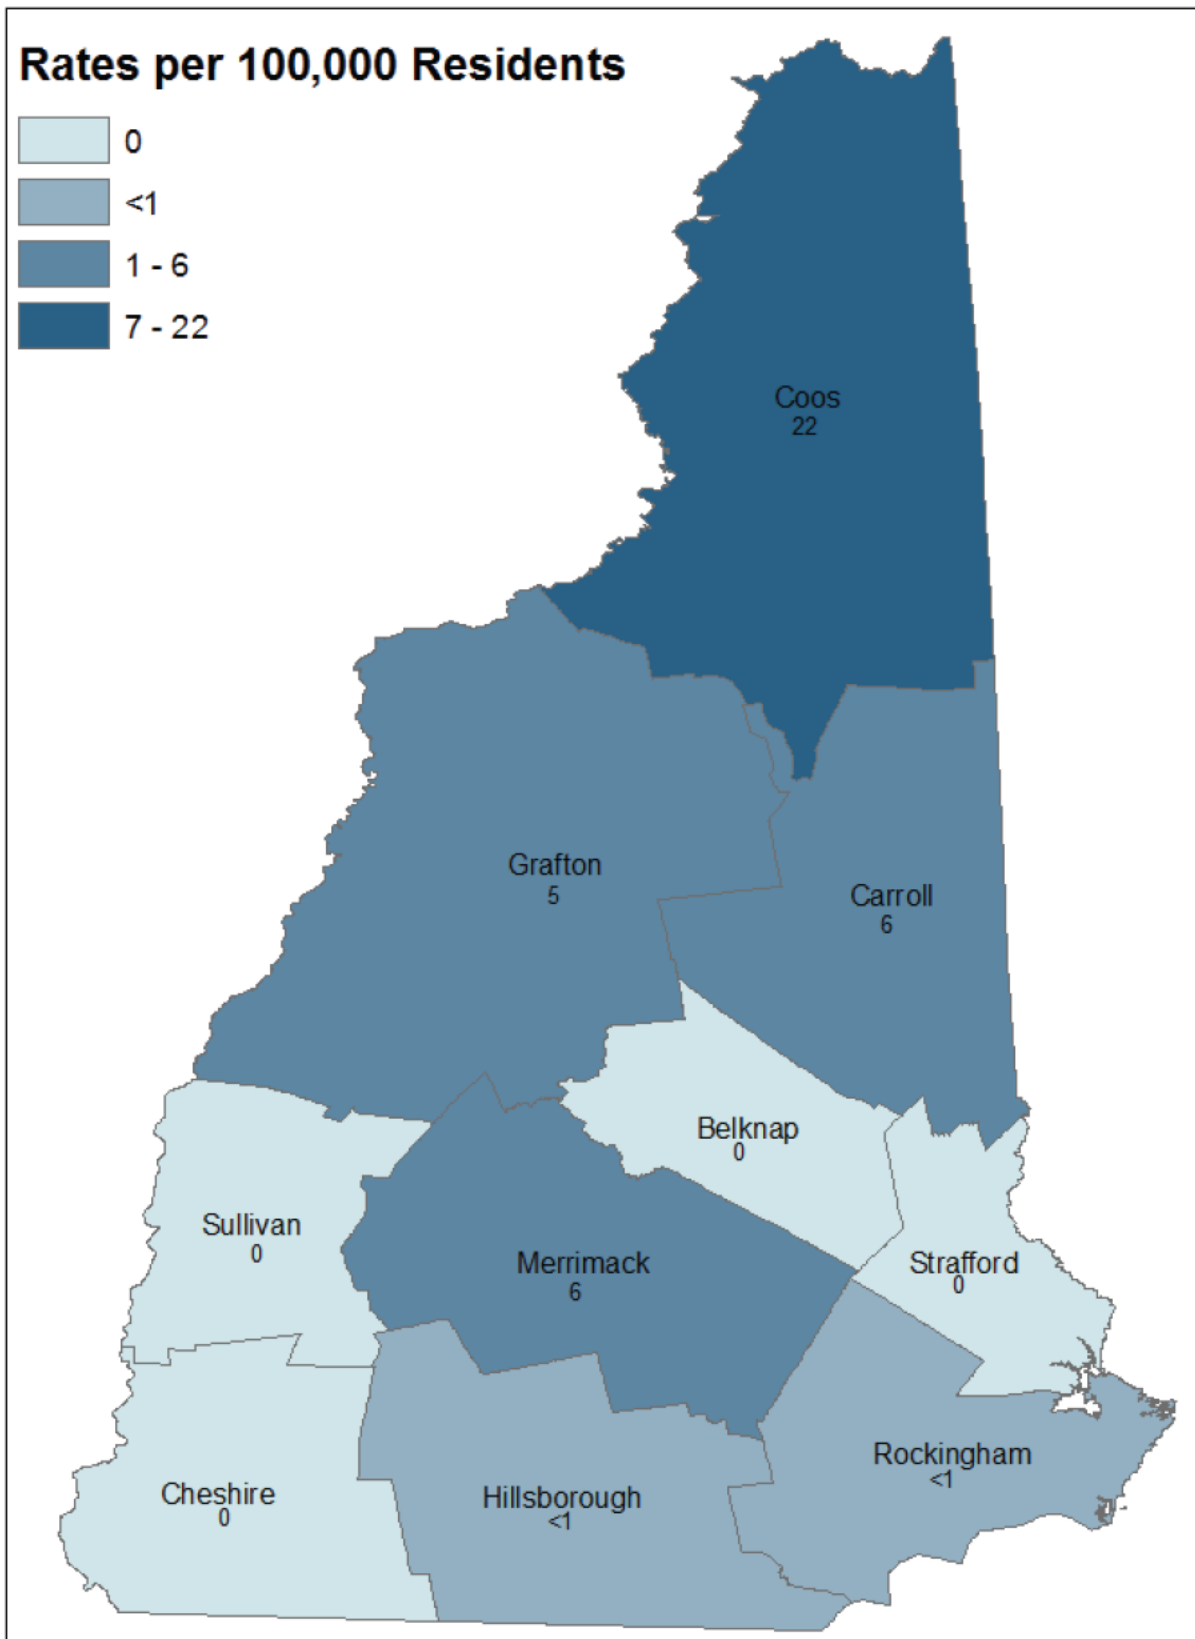 Rates per 100,000 Residents
0
<1
1 - 6
7 - 22
Coos
22
Grafton
5
Carroll
6
Belknap
0
Sullivan
0
Merrimack
6
Strafford
0
Rockingham
<1
Cheshire
0
Hillsborough
<1